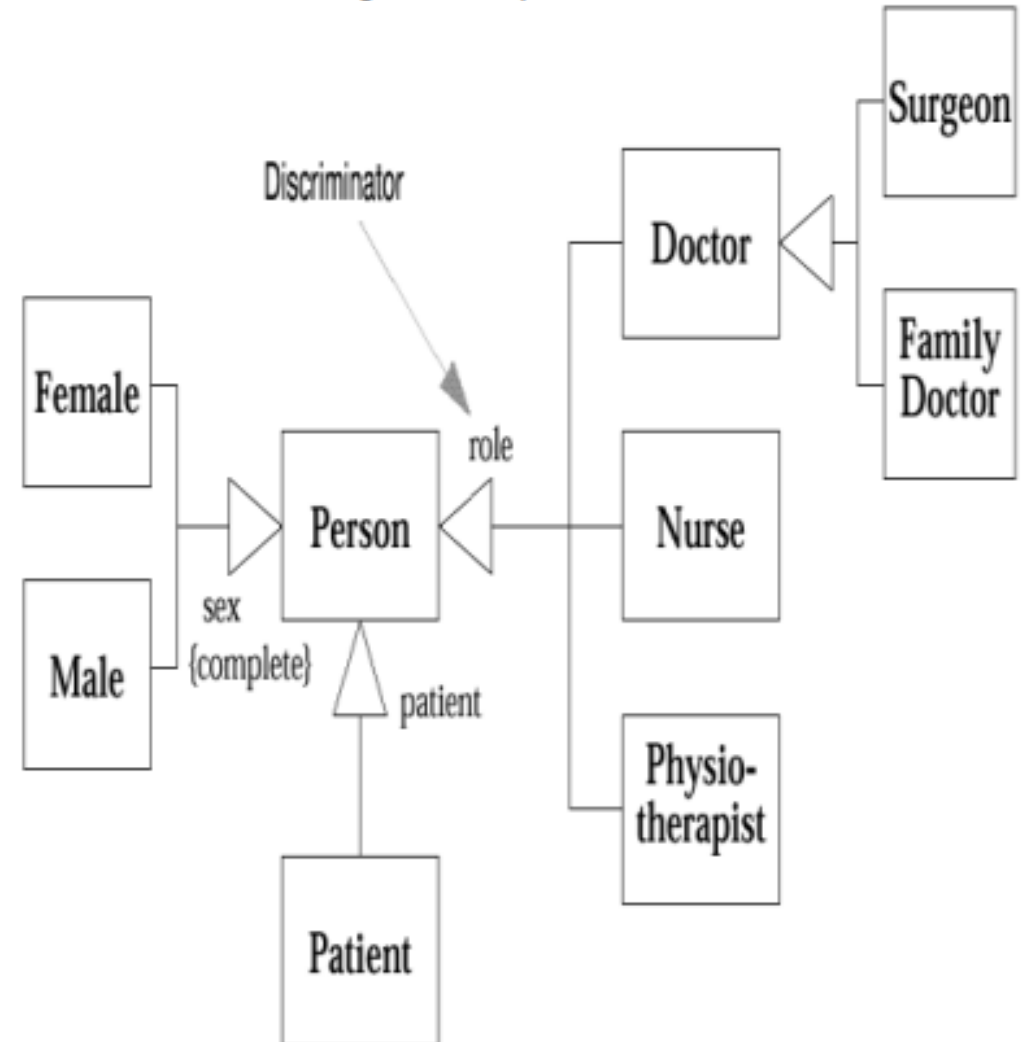 Surgeon
Discriminator
Doctor
Family
Doctor
Female
role
Person
Nurse
sex
{complete}
Male
patient
Physio-
therapist
Patient